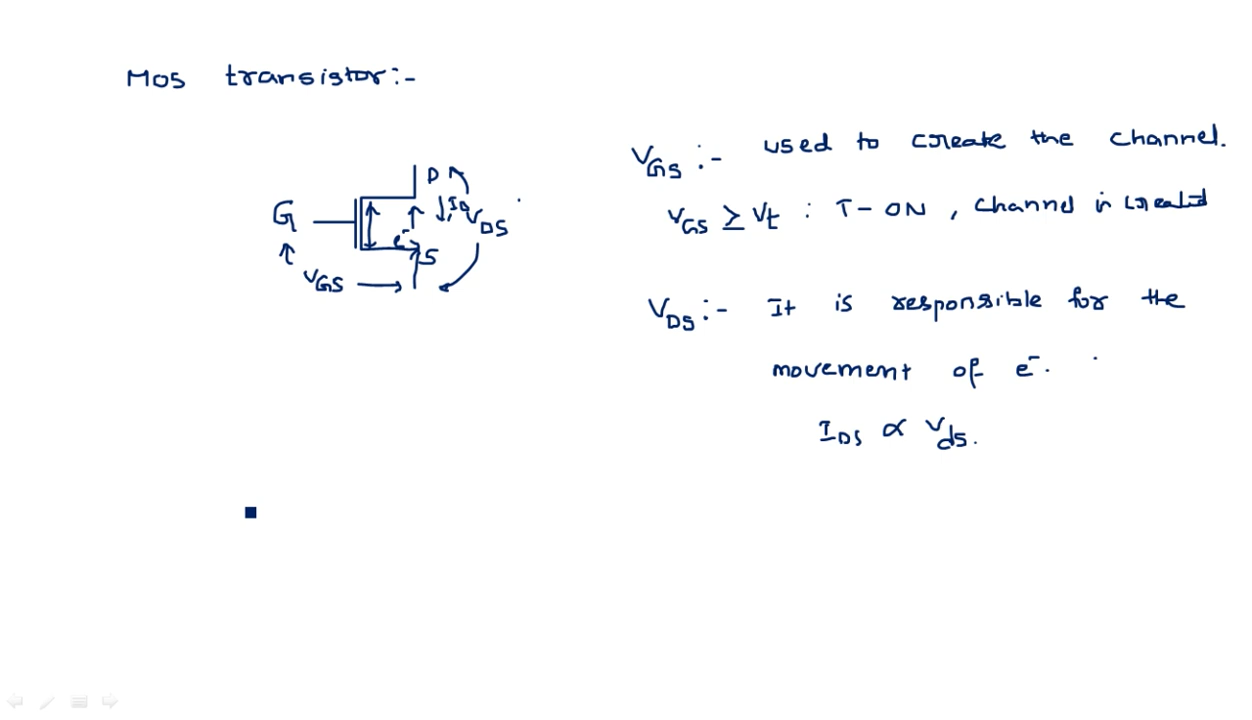 MOS transistor:-
VGS :- used to create the channel.
VGS ≥ Vt : T-ON, Channel is created
D
ID
G
VDS
e-
S
VGS
VDS :- It is responsible for the
movement of e-.
IDS ∝ Vds.